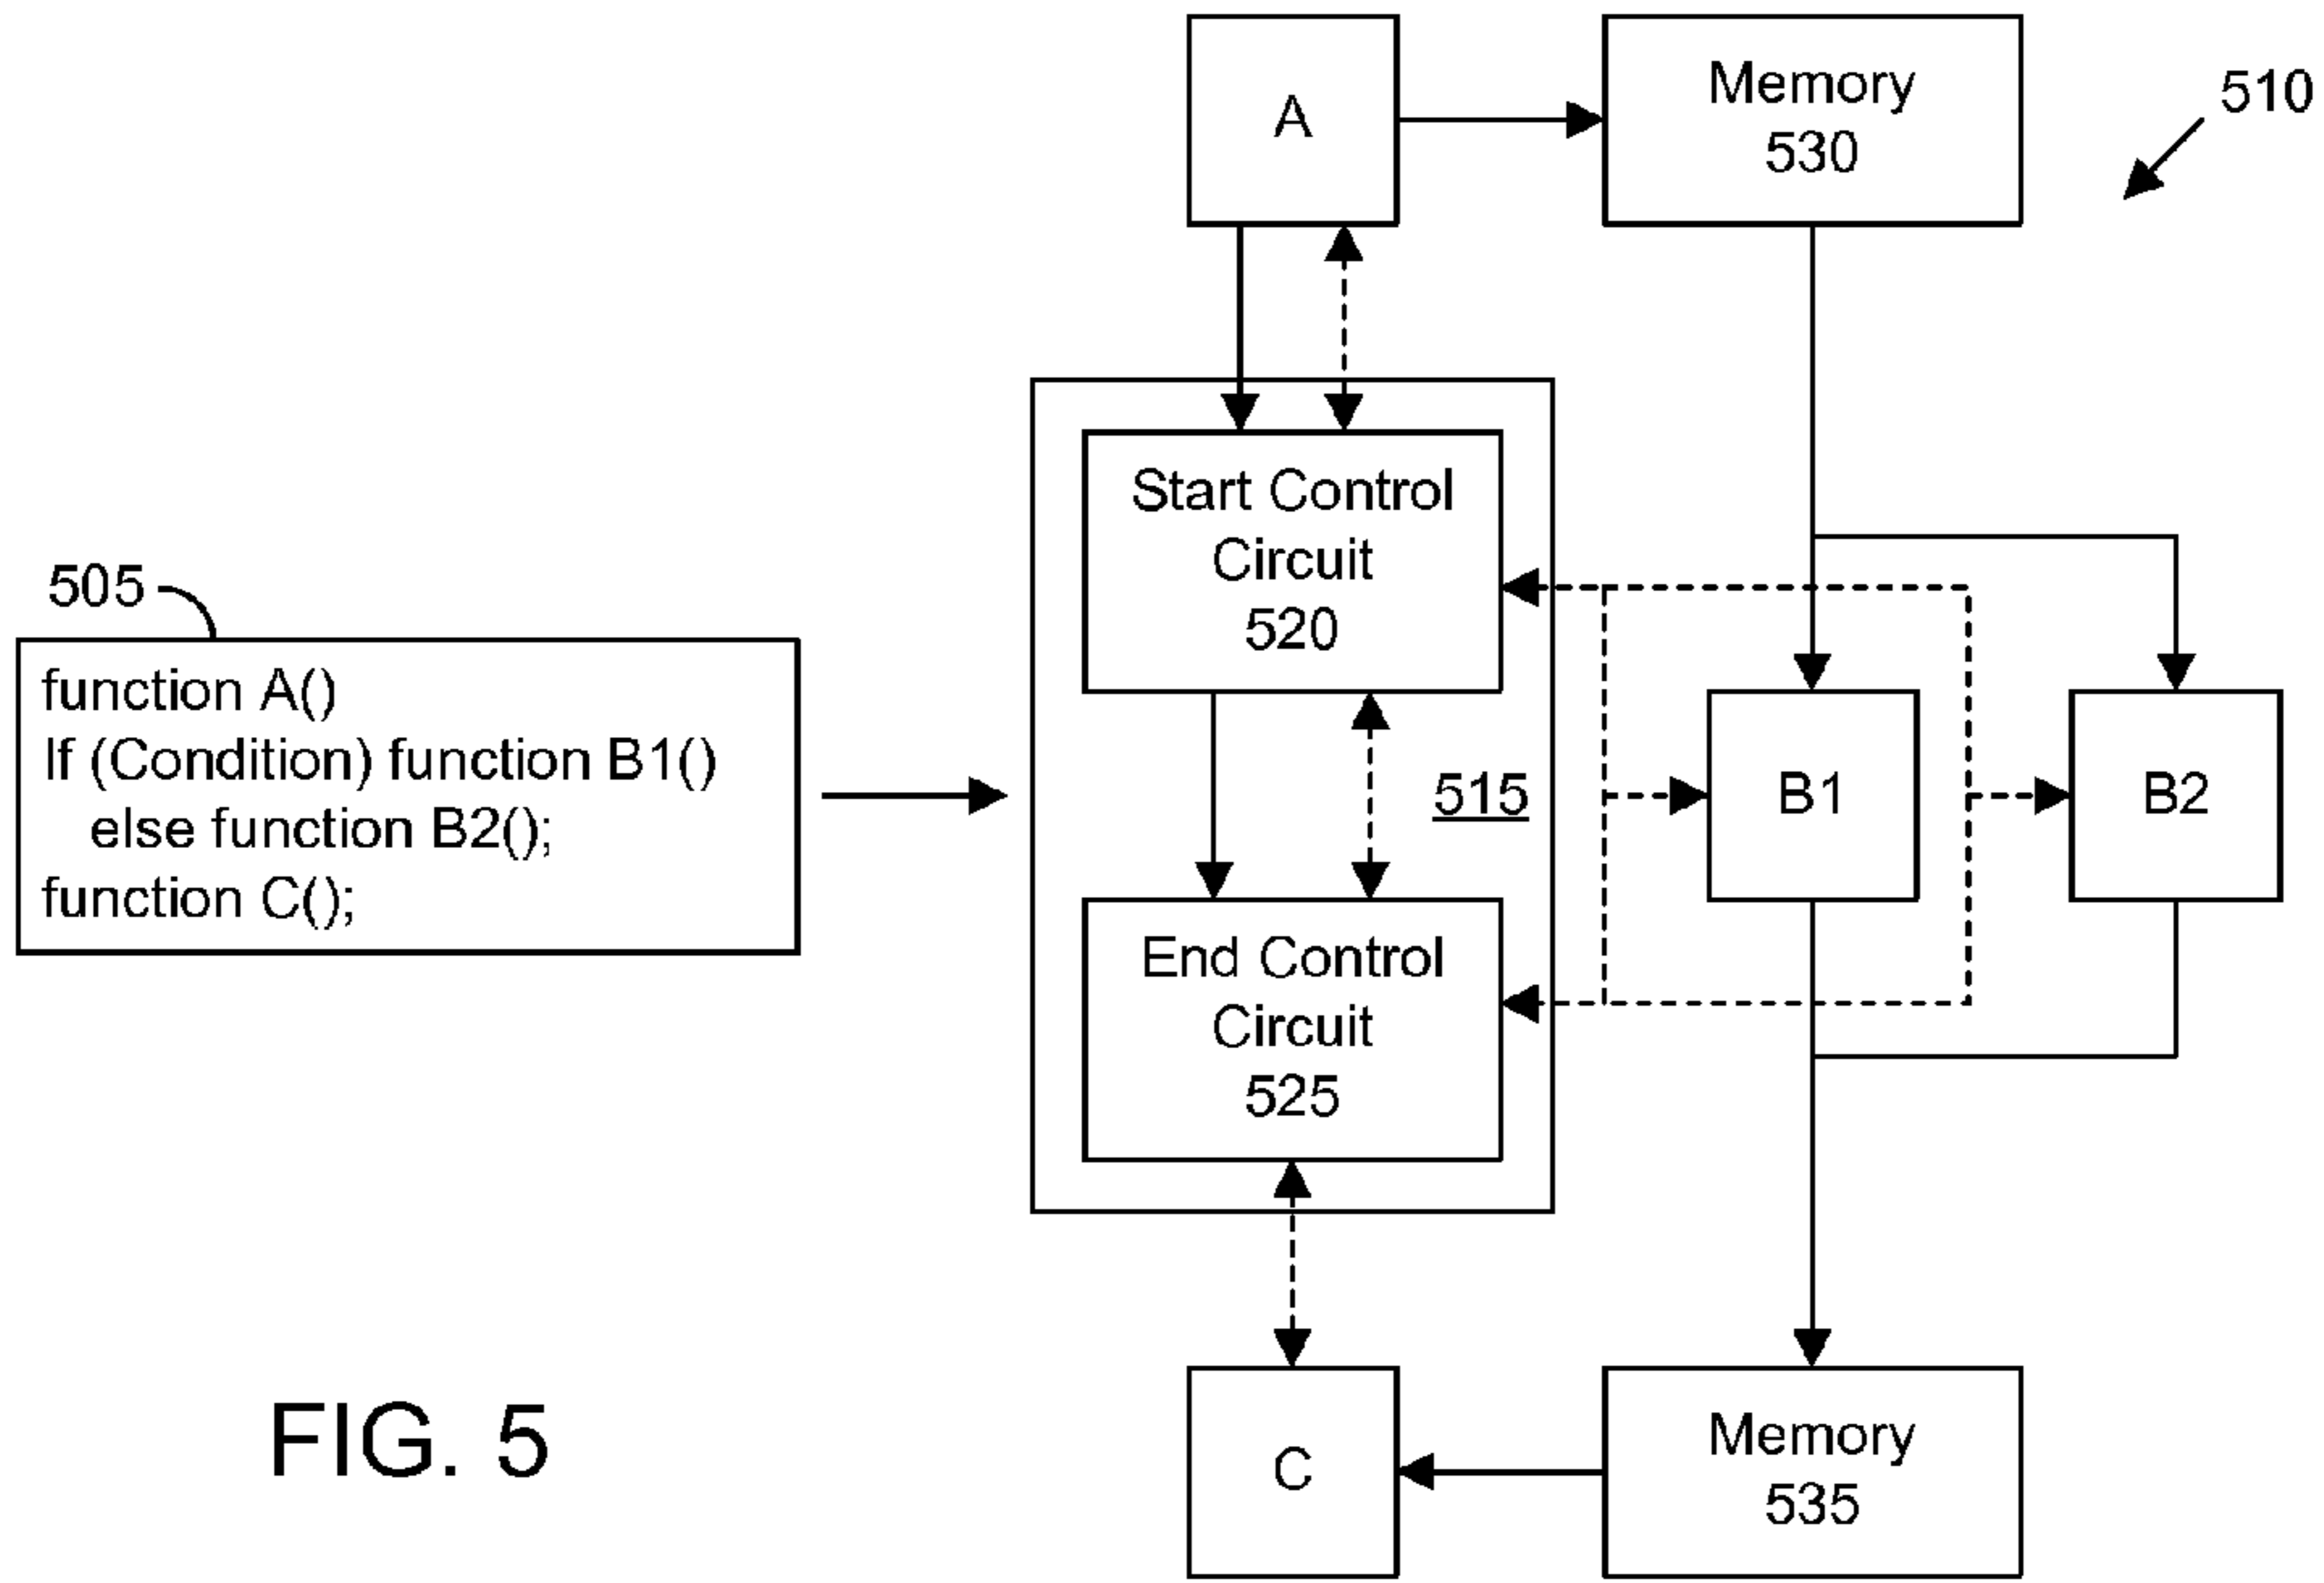 A
Memory
530
510
Start Control
Circuit
520
505
function A()
If (Condition) function B1()
else function B2();
function C();
515
B1
B2
End Control
Circuit
525
C
Memory
535
FIG. 5